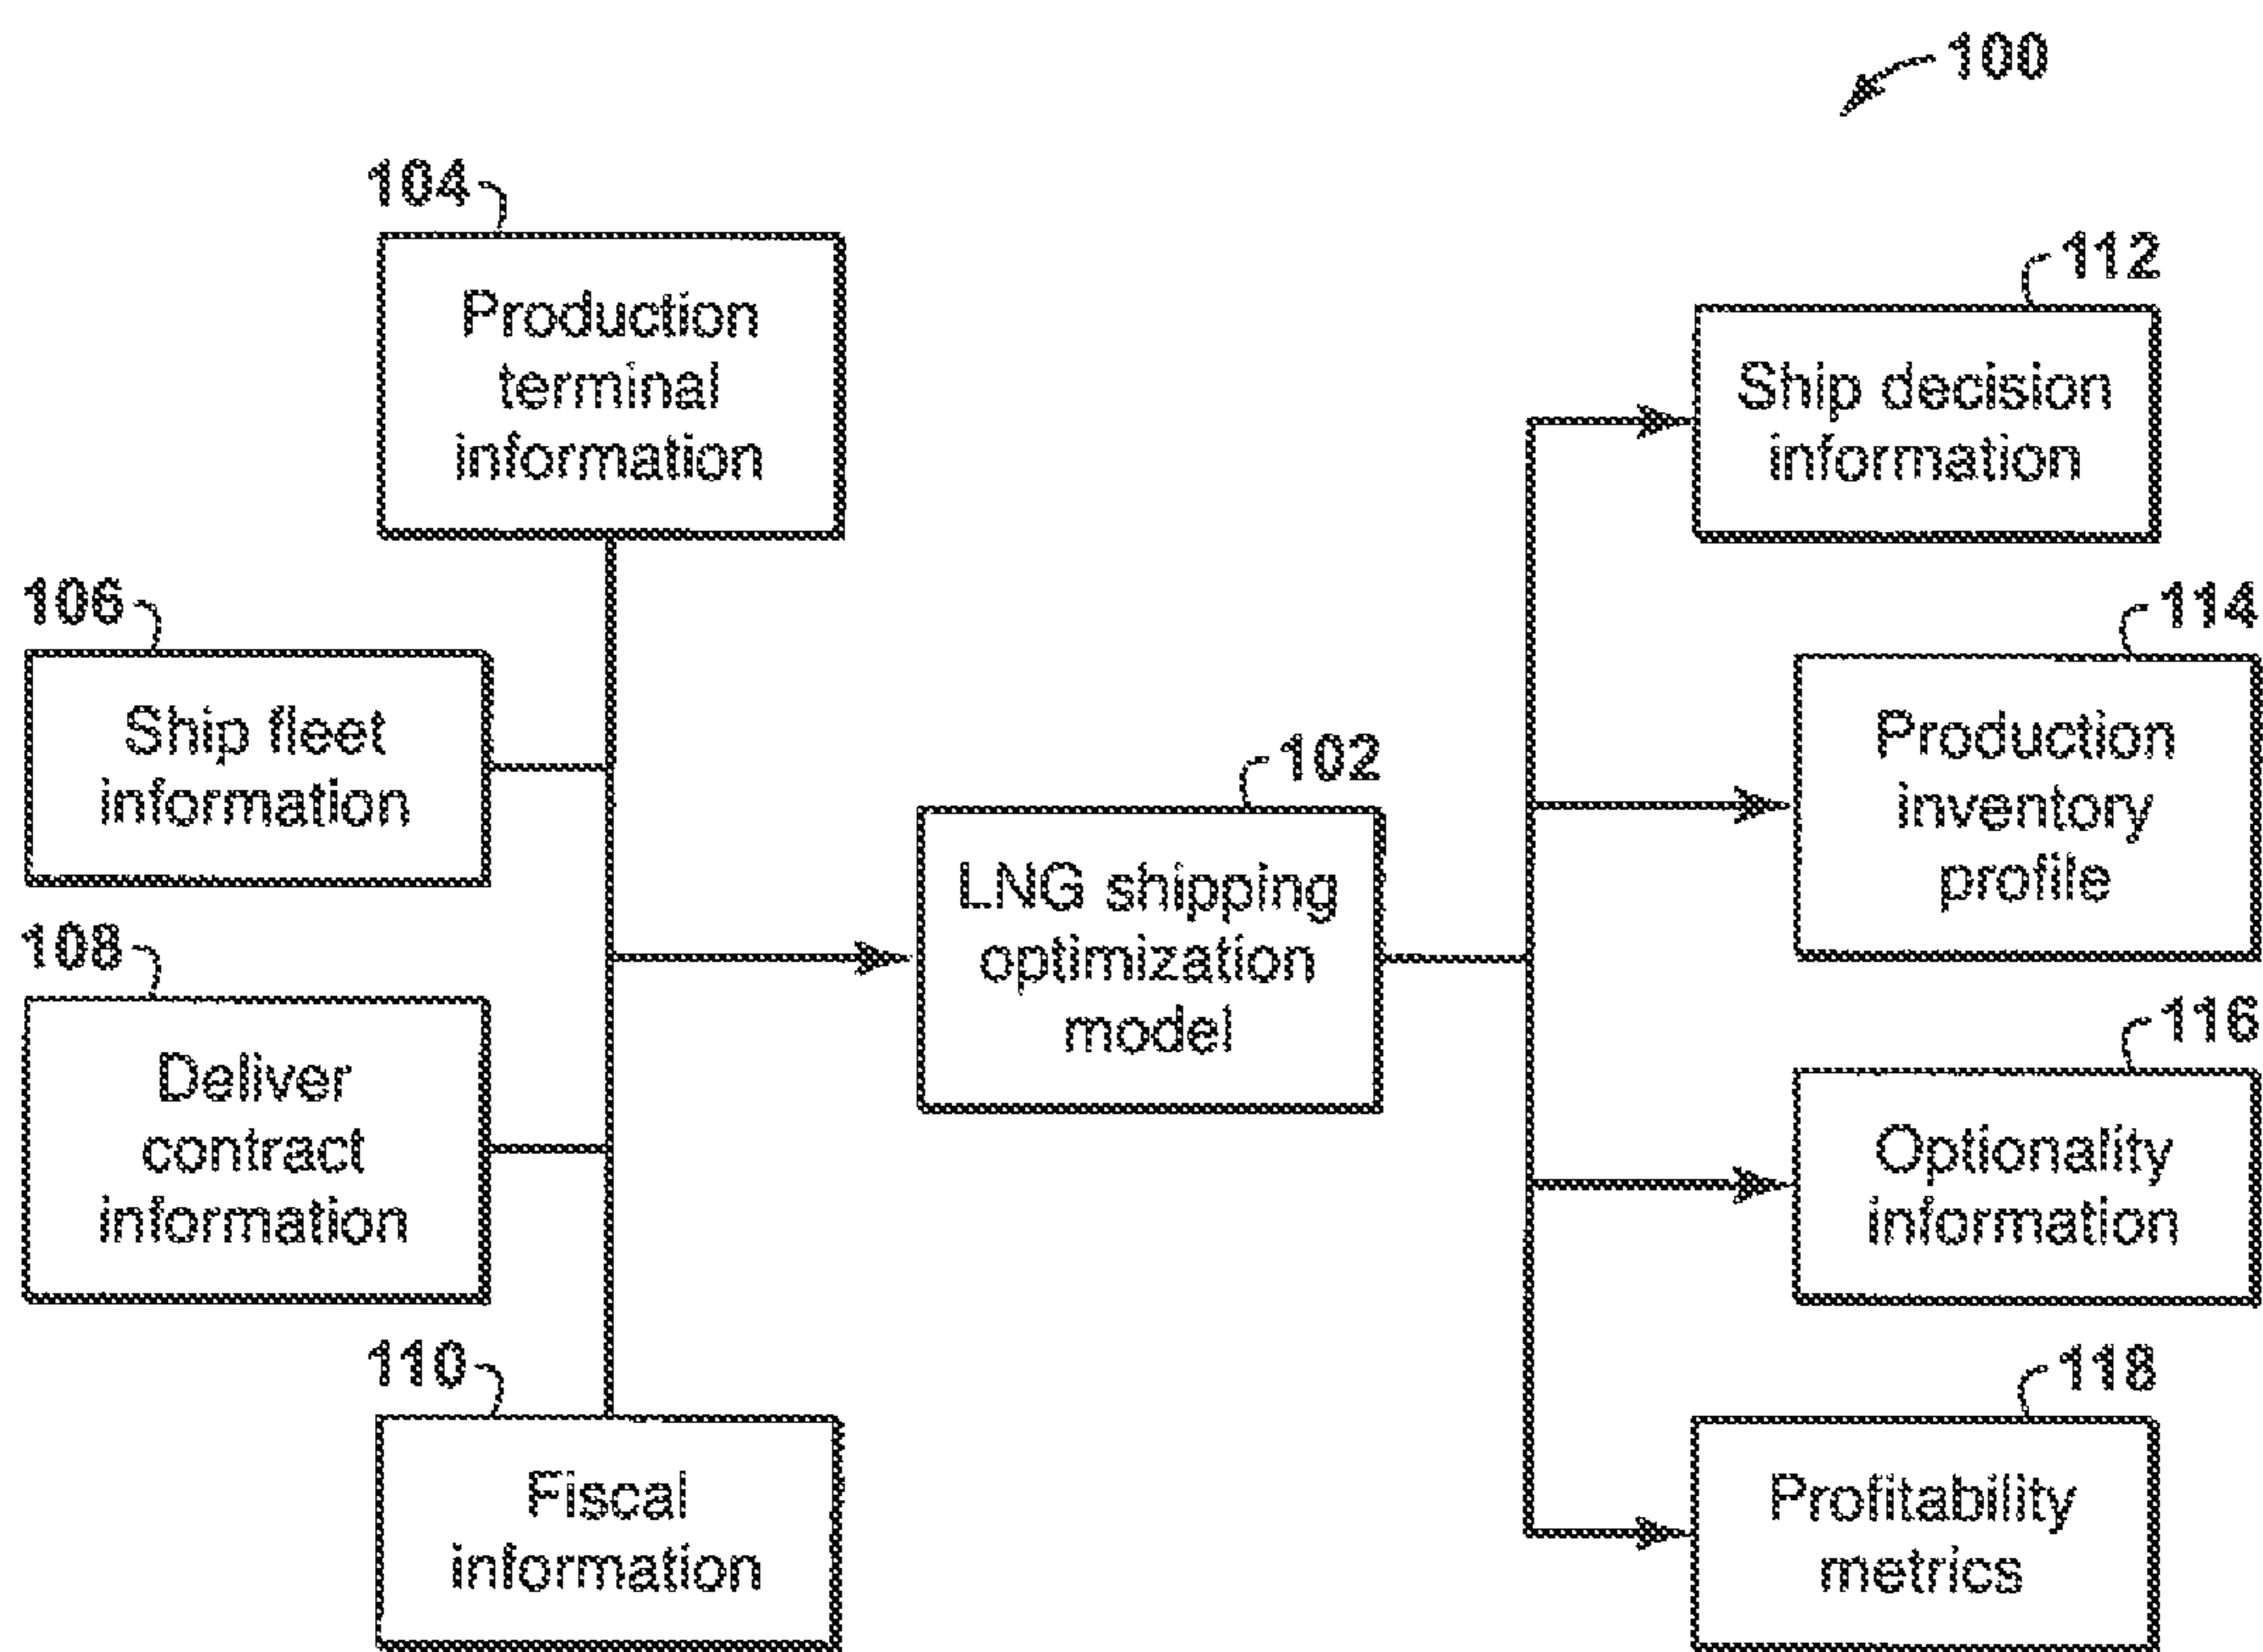 100
104
Production
terminal
information
106
Ship fleet
information
108
Deliver
contract
information
110
Fiscal
information
102
LNG shipping
optimization
model
112
Ship decision
information
114
Production
inventory
profile
116
Optionality
information
118
Profitability
metrics